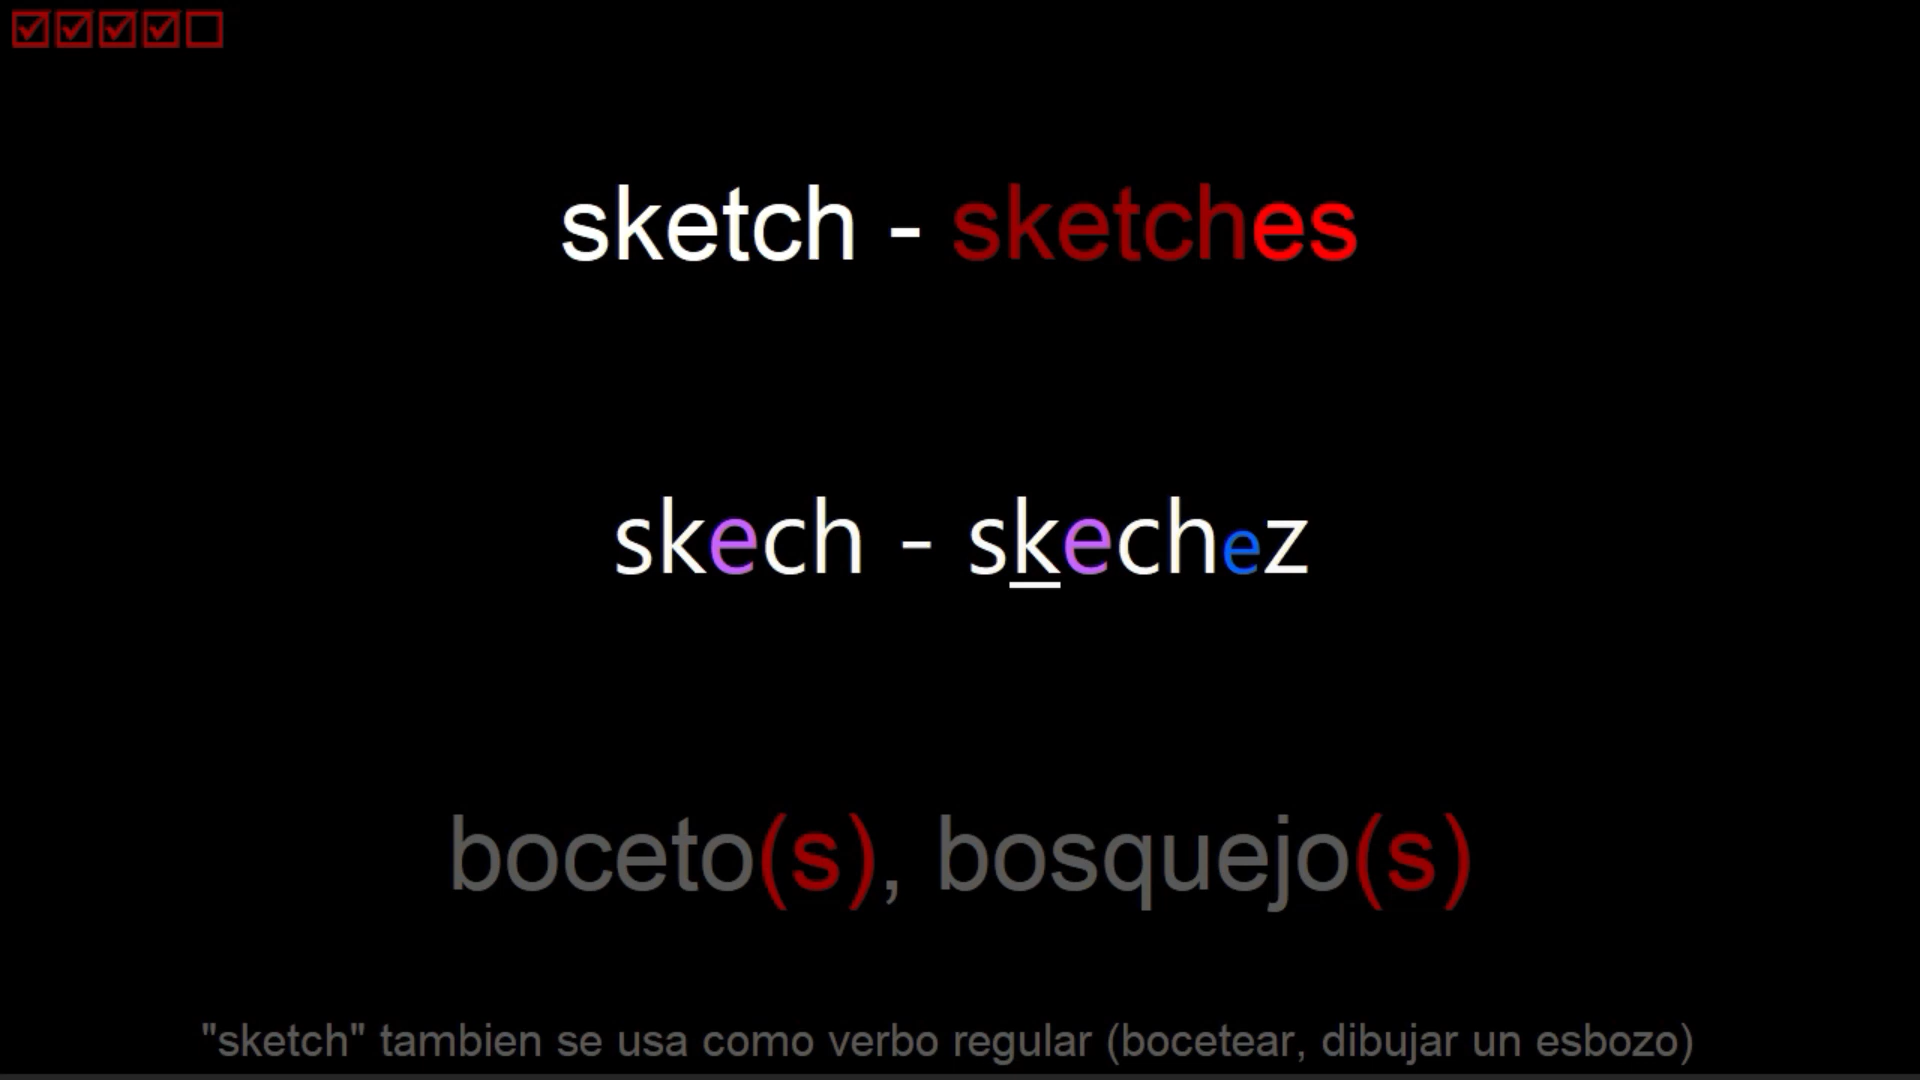 sketch - sketches
skech - skechez
boceto(s), bosquejo(s)
"sketch" tambien se usa como verbo regular (bocetear, dibujar un esbozo)